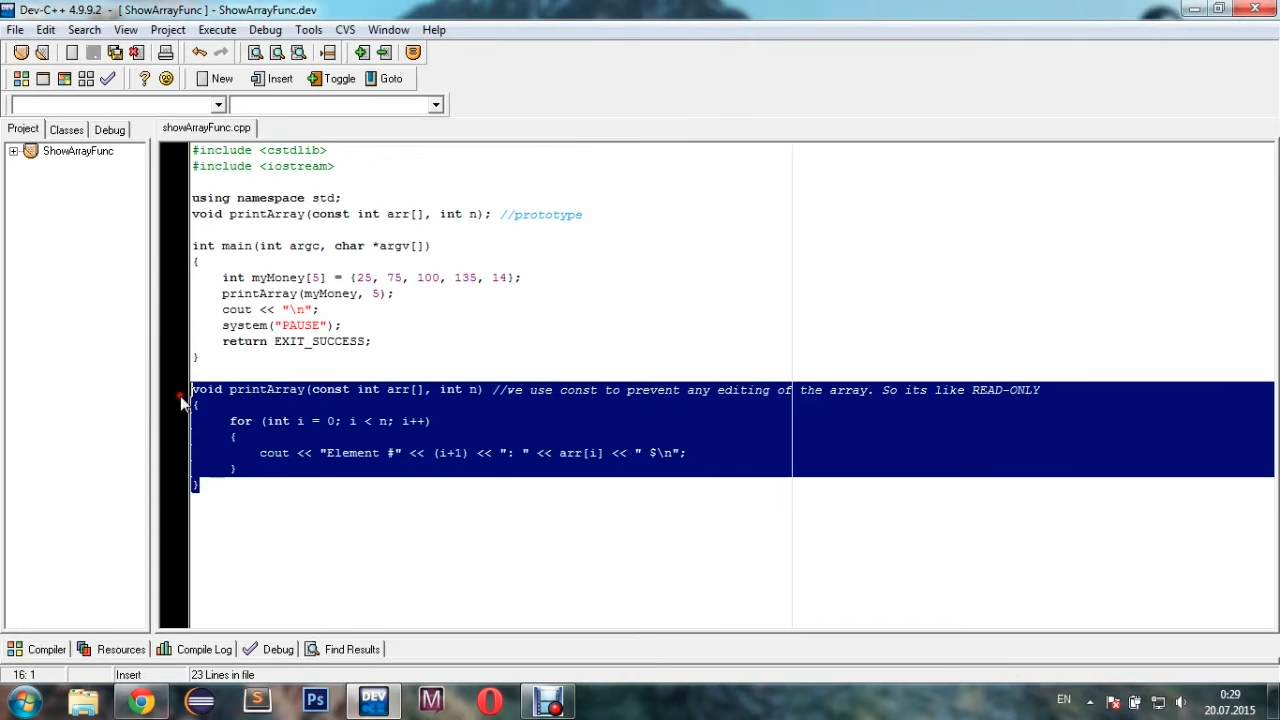 Dev-C++ 4.9.9.2 - [ ShowArrayFunc ] - ShowArrayFunc.dev
File Edit Search View Project Execute Debug Tools CVS Window Help
New Insert Toggle Goto
Project Classes Debug showArrayFunc.cpp
ShowArrayFunc
#include <cstdlib>
#include <iostream>
using namespace std;
void printArray(const int arr[], int n); //prototype
int main(int argc, char *argv[])
{
int myMoney[5] = {25, 75, 100, 135, 14};
printArray(myMoney, 5);
cout << "\n";
system("PAUSE");
return EXIT_SUCCESS;
}
void printArray(const int arr[], int n) //we use const to prevent any editing of the array. So its like READ-ONLY
{
for (int i = 0; i < n; i++)
{
cout << "Element #" << (i+1) << ": " << arr[i] << " $\n";
}
}
Compiler Resources Compile Log Debug Find Results
16: 1 Insert 23 Lines in file
S Ps DEV M EN 0:29
20.07.2015